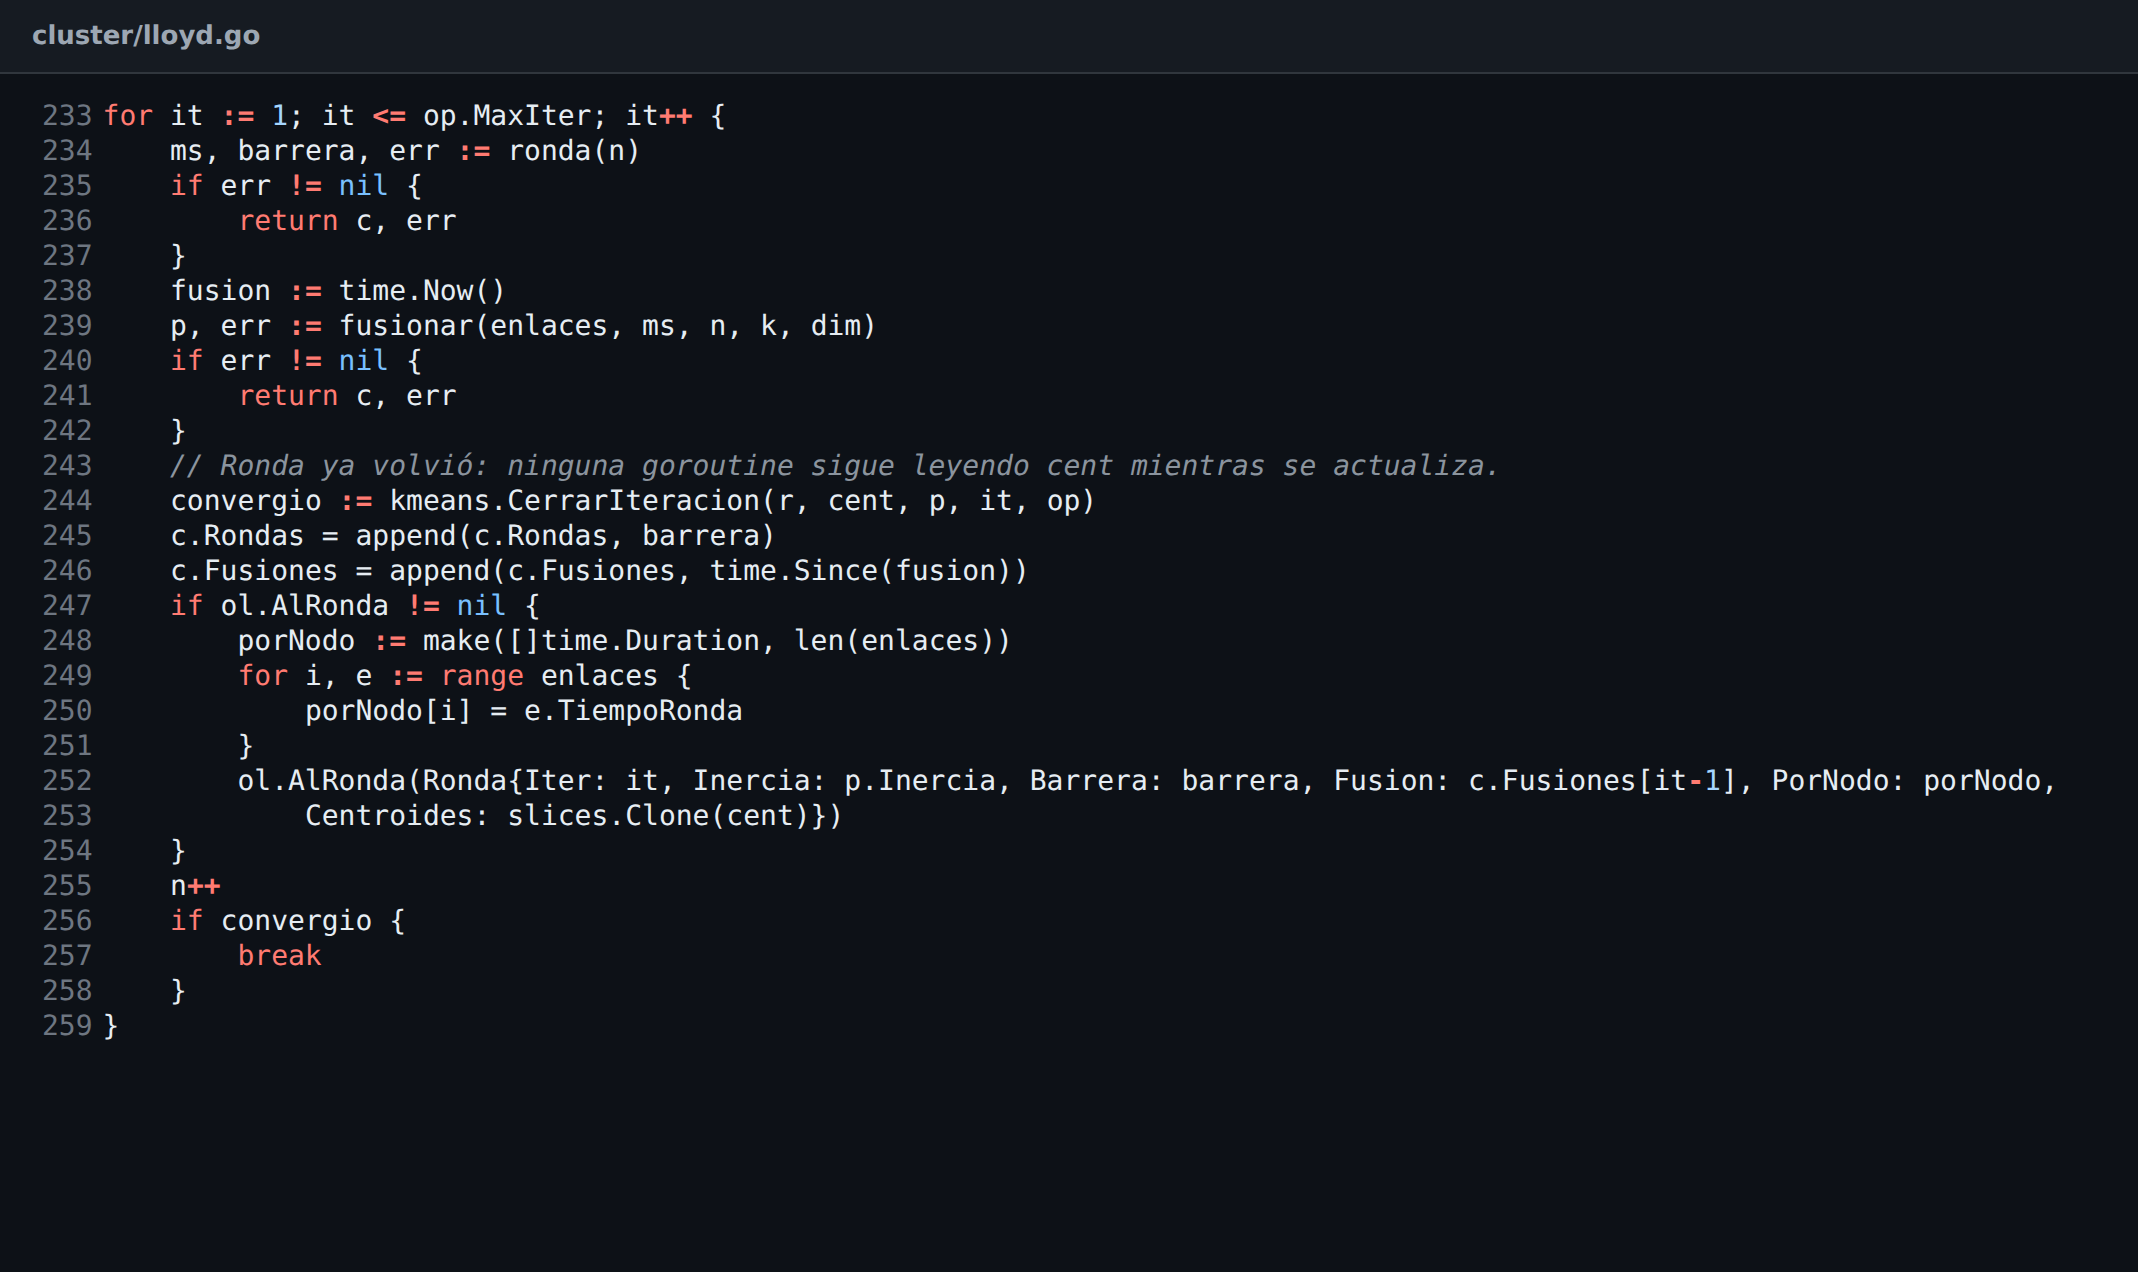 cluster/lloyd.go
233 for it := 1; it <= op.MaxIter; it++ {
234     ms, barrera, err := ronda(n)
235     if err != nil {
236         return c, err
237     }
238     fusion := time.Now()
239     p, err := fusionar(enlaces, ms, n, k, dim)
240     if err != nil {
241         return c, err
242     }
243     // Ronda ya volvió: ninguna goroutine sigue leyendo cent mientras se actualiza.
244     convergio := kmeans.CerrarIteracion(r, cent, p, it, op)
245     c.Rondas = append(c.Rondas, barrera)
246     c.Fusiones = append(c.Fusiones, time.Since(fusion))
247     if ol.AlRonda != nil {
248         porNodo := make([]time.Duration, len(enlaces))
249         for i, e := range enlaces {
250             porNodo[i] = e.TiempoRonda
251         }
252         ol.AlRonda(Ronda{Iter: it, Inercia: p.Inercia, Barrera: barrera, Fusion: c.Fusiones[it-1], PorNodo: porNodo,
253             Centroides: slices.Clone(cent)})
254     }
255     n++
256     if convergio {
257         break
258     }
259 }